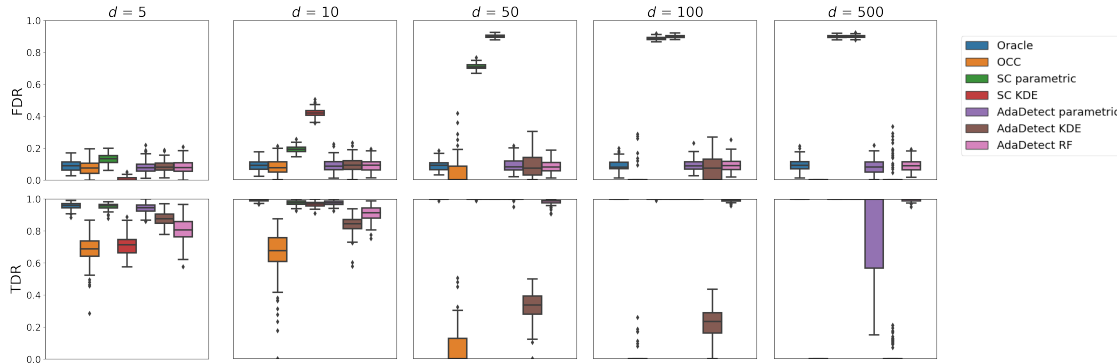 d = 5
d = 10
d = 50
d = 100
d = 500
FDR
1.0
0.8
0.6
0.4
0.2
0.0
TDR
1.0
0.8
0.6
0.4
0.2
0.0
Oracle
OCC
SC parametric
SC KDE
AdaDetect parametric
AdaDetect KDE
AdaDetect RF